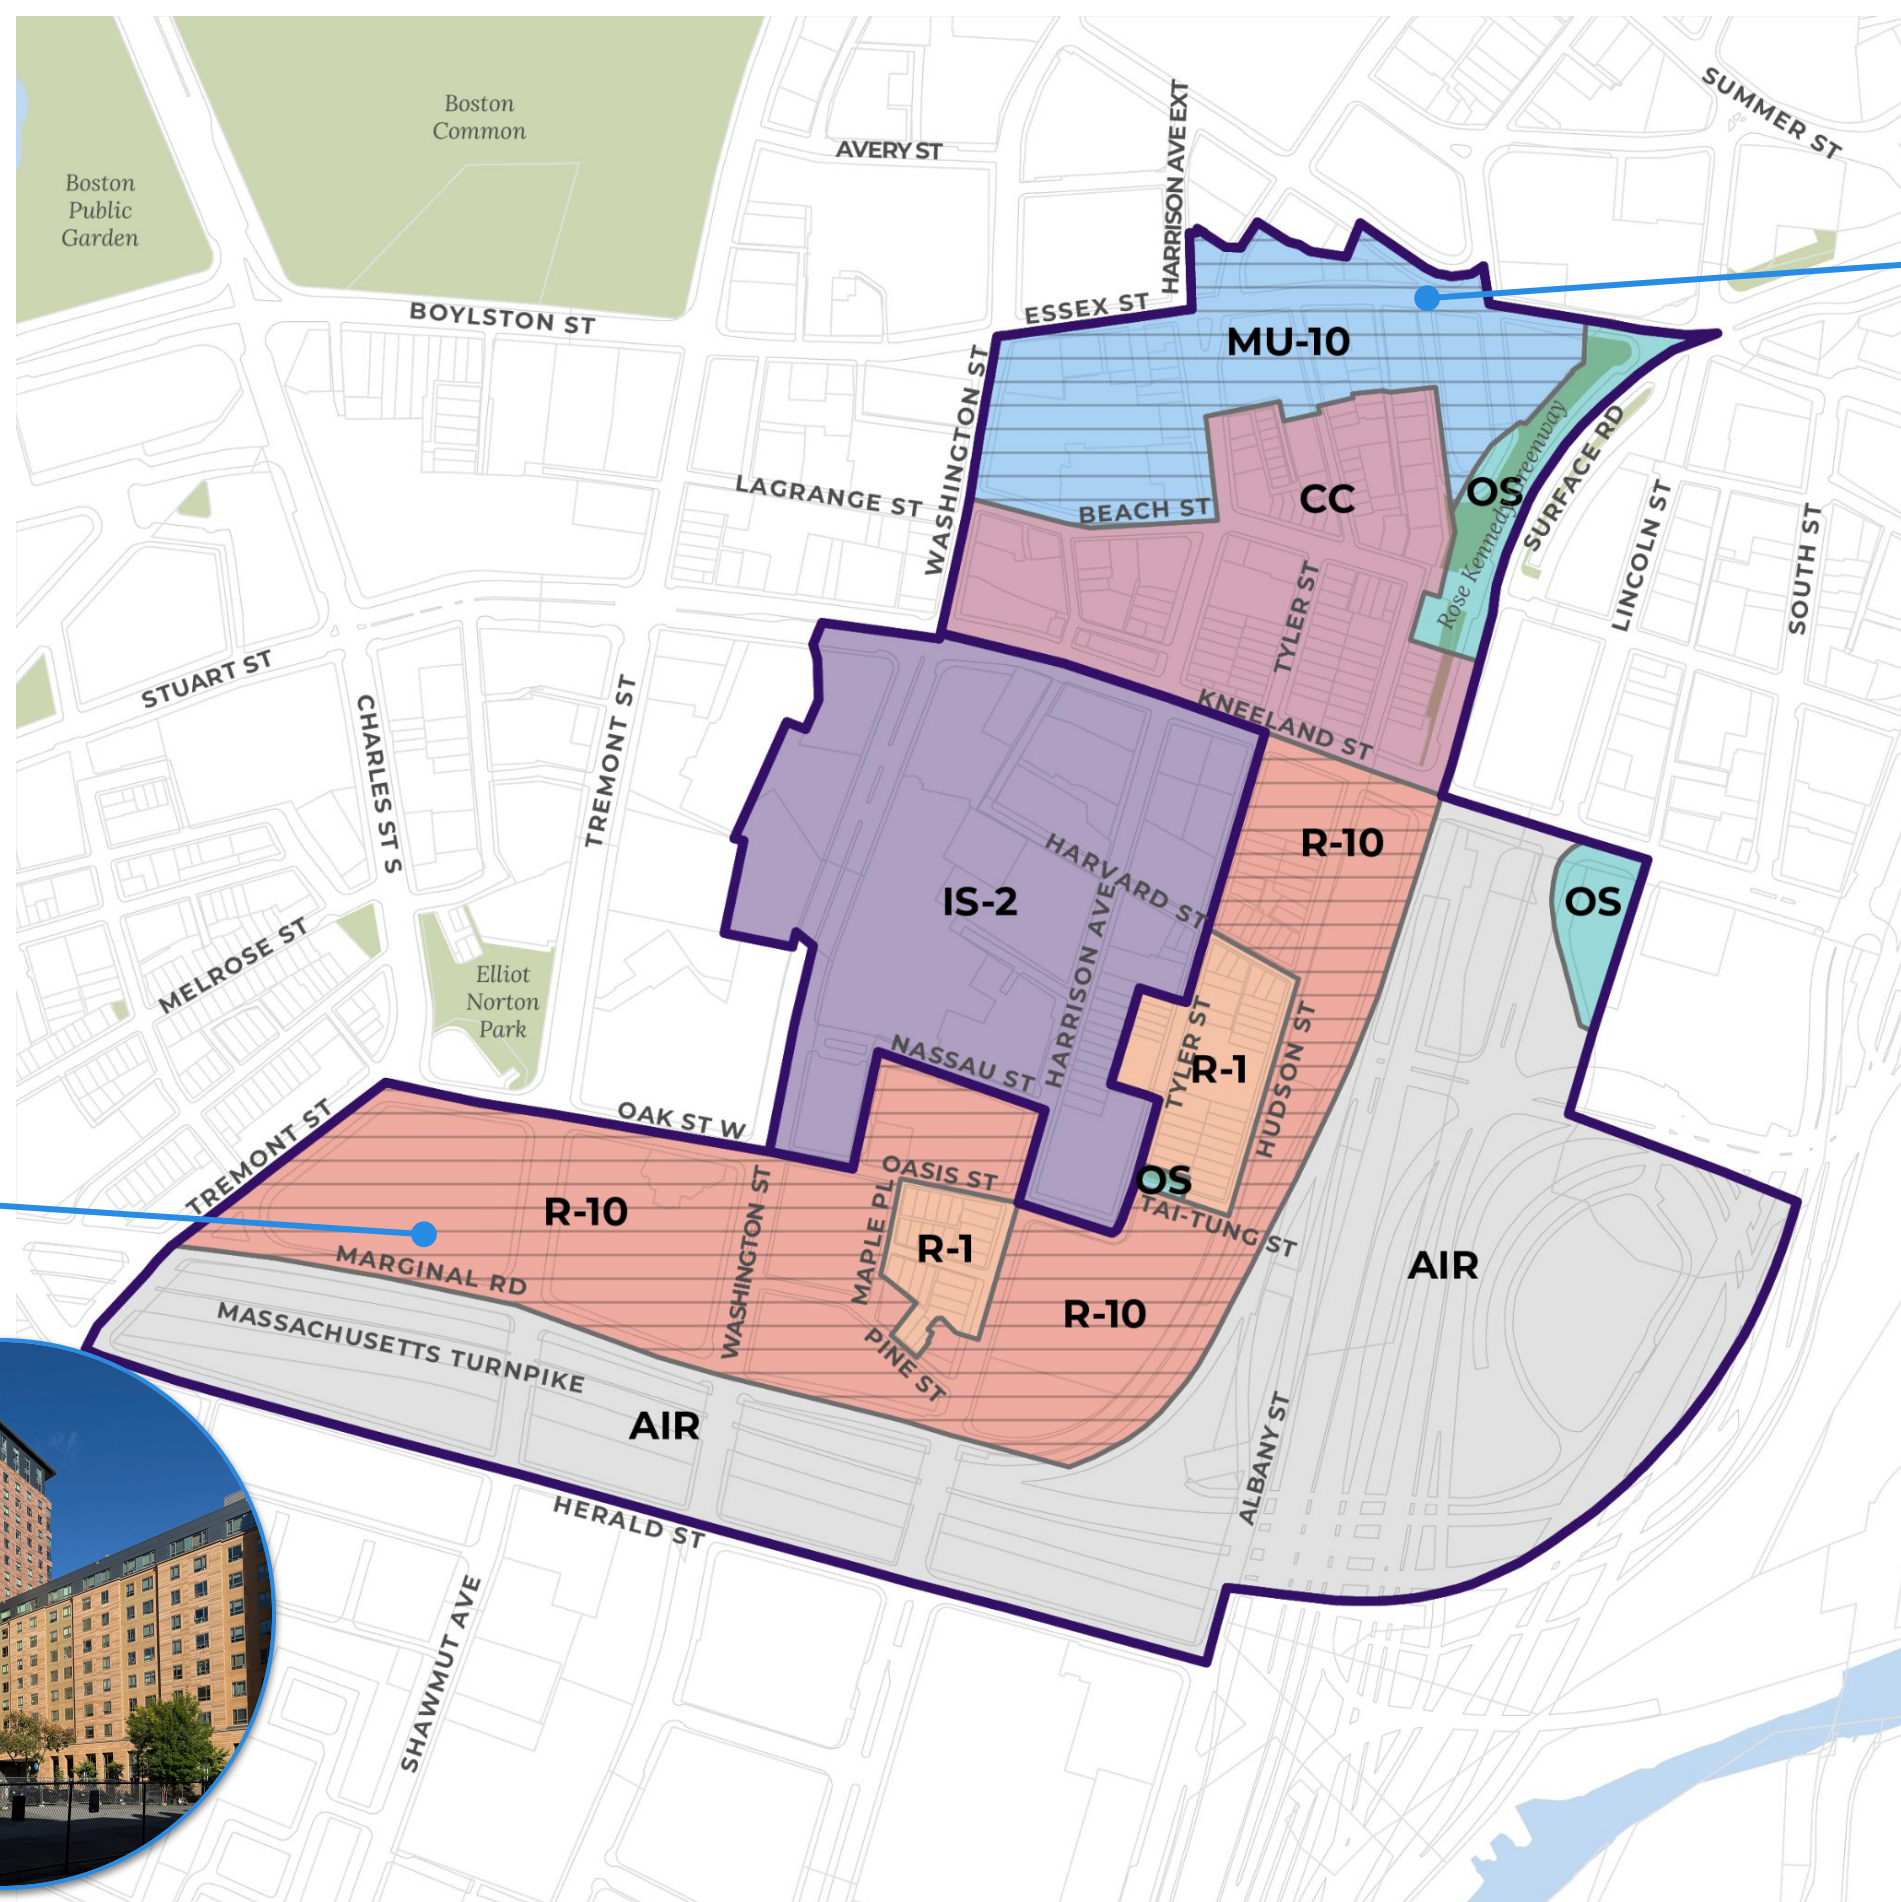 SUMMER ST
Boston
Common
AVERY ST
HARRISON AVE EXT
Boston
Public
Garden
BOYLSTON ST
ESSEX ST
MU-10
WASHINGTON ST
LAGRANGE ST
BEACH ST
CC
OS
Rose Kennedy Greenway
SURFACE RD
LINCOLN ST
SOUTH ST
TYLER ST
STUART ST
CHARLES ST S
TREMONT ST
KNEELAND ST
R-10
HARVARD ST
IS-2
HARRISON AVE
OS
MELROSE ST
Elliot
Norton
Park
NASSAU ST
TYLER ST
R-1
HUDSON ST
TREMONT ST
OAK ST W
OASIS ST
OS
TAI-TUNG ST
R-10
WASHINGTON ST
MAPLE PL
R-1
AIR
MARGINAL RD
R-10
MASSACHUSETTS TURNPIKE
PINE ST
AIR
ALBANY ST
HERALD ST
SHAWMUT AVE